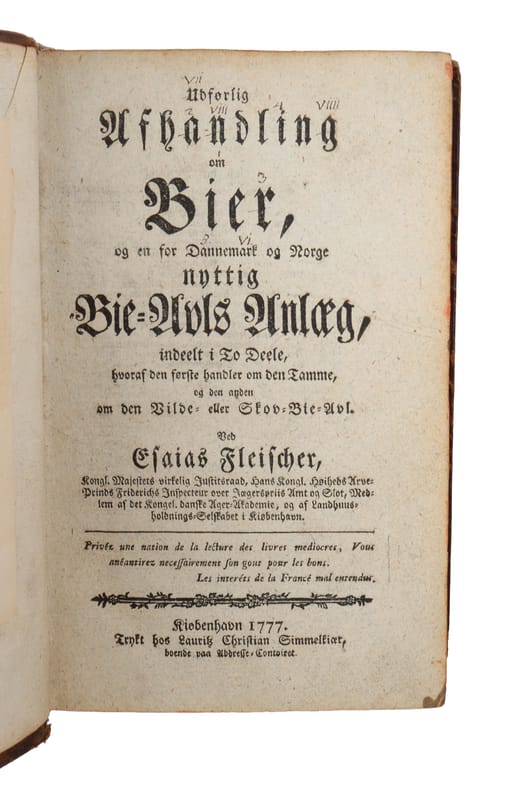 Udførlig
Afhandling
om
Bier,
og en for Dannemark og Norge
nyttig
Bie-Avls Anlæg,
indeelt i To Deele,
hvoraf den første handler om den Tamme,
og den anden
om den Vilde- eller Skov-Bie-Avl.
Ved
Esaias Fleischer,
Kongl. Majestets virkelig Justitsraad, Hans Kongl. Høiheds Arve-
Prinds Friderichs Inspecteur over Jægerspriis Amt og Slot, Med-
lem af det Kongel. danske Ager-Akademie, og af Landhuus-
holdnings-Selskabet i Kiøbenhavn.
Privéz une nation de la lecture des livres mediocres, Vous
anéantirez necessairement son gout pour les bons.
Les interéts de la Francé mal entendus.
Kiøbenhavn 1777.
Trykt hos Lauritz Christian Simmelkiær,
boende paa Addresse-Contoiret.